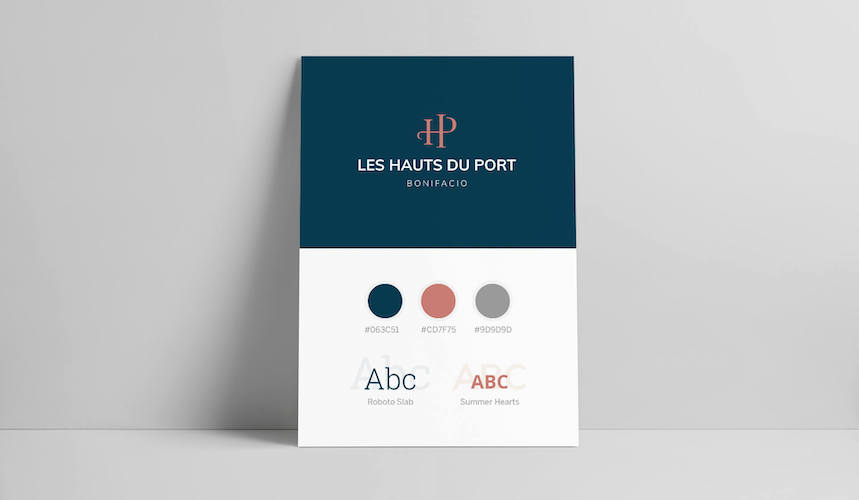 HP
LES HAUTS DU PORT
BONIFACIO
#063C51 #CD7F75 #9D9D9D
Abc ABC
Roboto Slab Summer Hearts